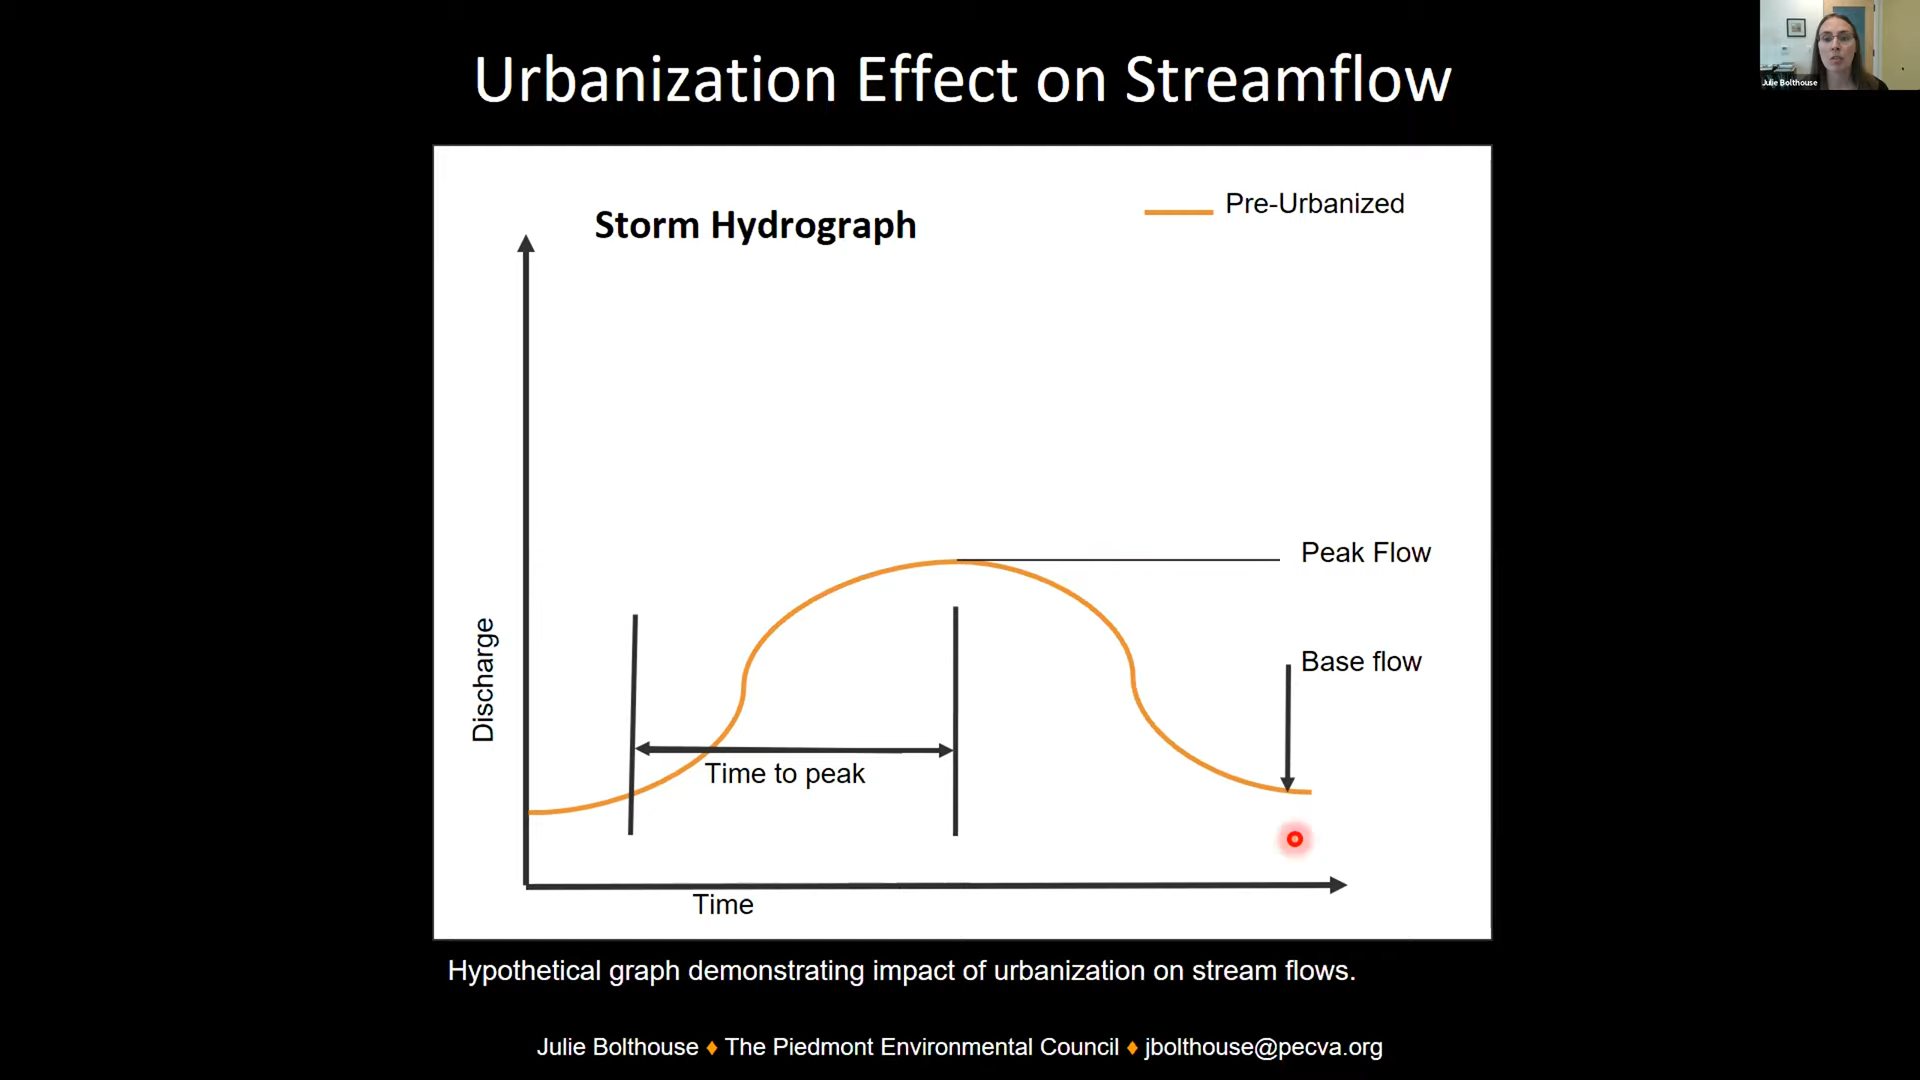 Urbanization Effect on Streamflow
Julie Bolthouse
Storm Hydrograph
Pre-Urbanized
Peak Flow
Base flow
Discharge
Time to peak
Time
Hypothetical graph demonstrating impact of urbanization on stream flows.
Julie Bolthouse ♦ The Piedmont Environmental Council ♦ jbolthouse@pecva.org